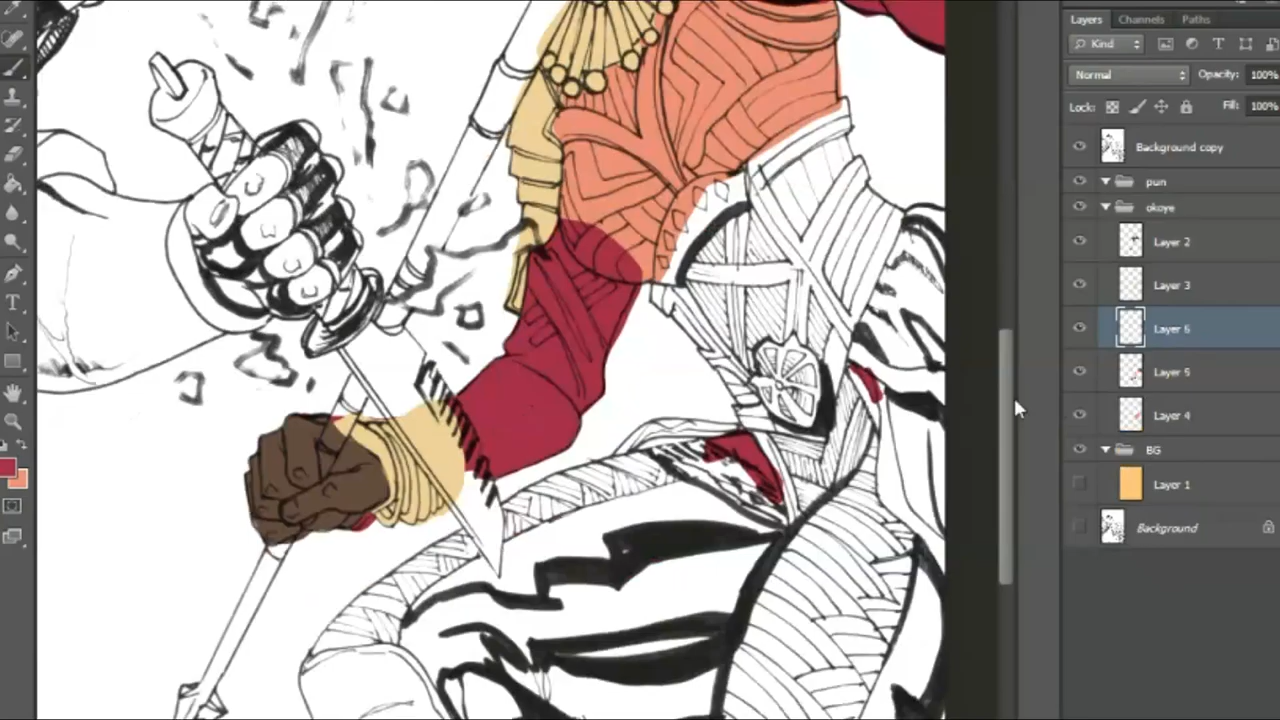 Layers Channels Paths
Kind
Normal Opacity: 100%
Lock: Fill: 100%
Background copy
pun
okoye
Layer 2
Layer 3
Layer 6
Layer 5
Layer 4
BG
Layer 1
Background